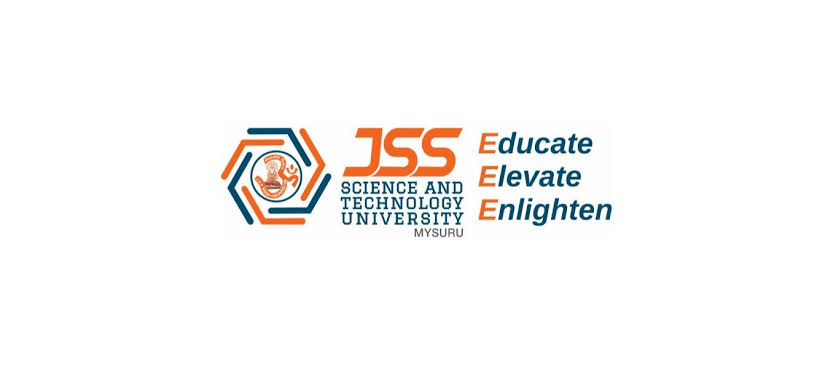 JSS
SCIENCE AND
TECHNOLOGY
UNIVERSITY
MYSURU
Educate
Elevate
Enlighten